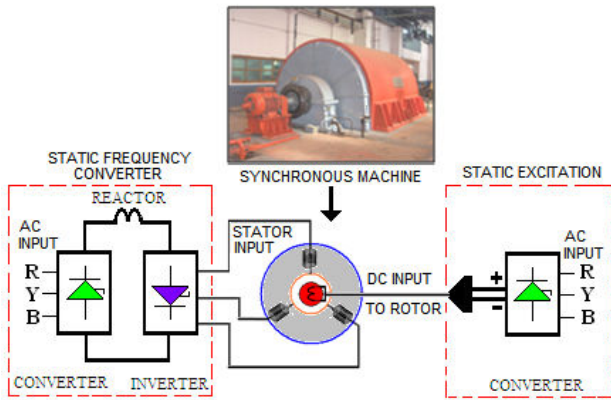 SYNCHRONOUS MACHINE
STATIC FREQUENCY
CONVERTER
REACTOR
AC
INPUT
R
Y
B
CONVERTER
INVERTER
STATOR
INPUT
DC INPUT
TO ROTOR
STATIC EXCITATION
+
-
AC
INPUT
R
Y
B
CONVERTER